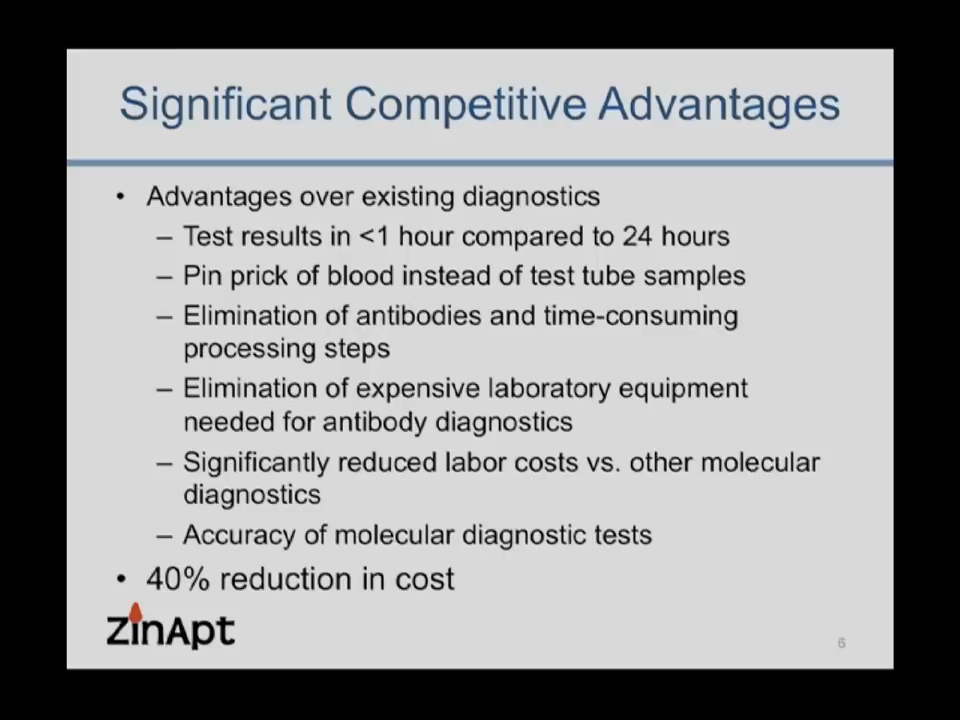 Significant Competitive Advantages
• Advantages over existing diagnostics
– Test results in <1 hour compared to 24 hours
– Pin prick of blood instead of test tube samples
– Elimination of antibodies and time-consuming
processing steps
– Elimination of expensive laboratory equipment
needed for antibody diagnostics
– Significantly reduced labor costs vs. other molecular
diagnostics
– Accuracy of molecular diagnostic tests
• 40% reduction in cost
ZinApt
6